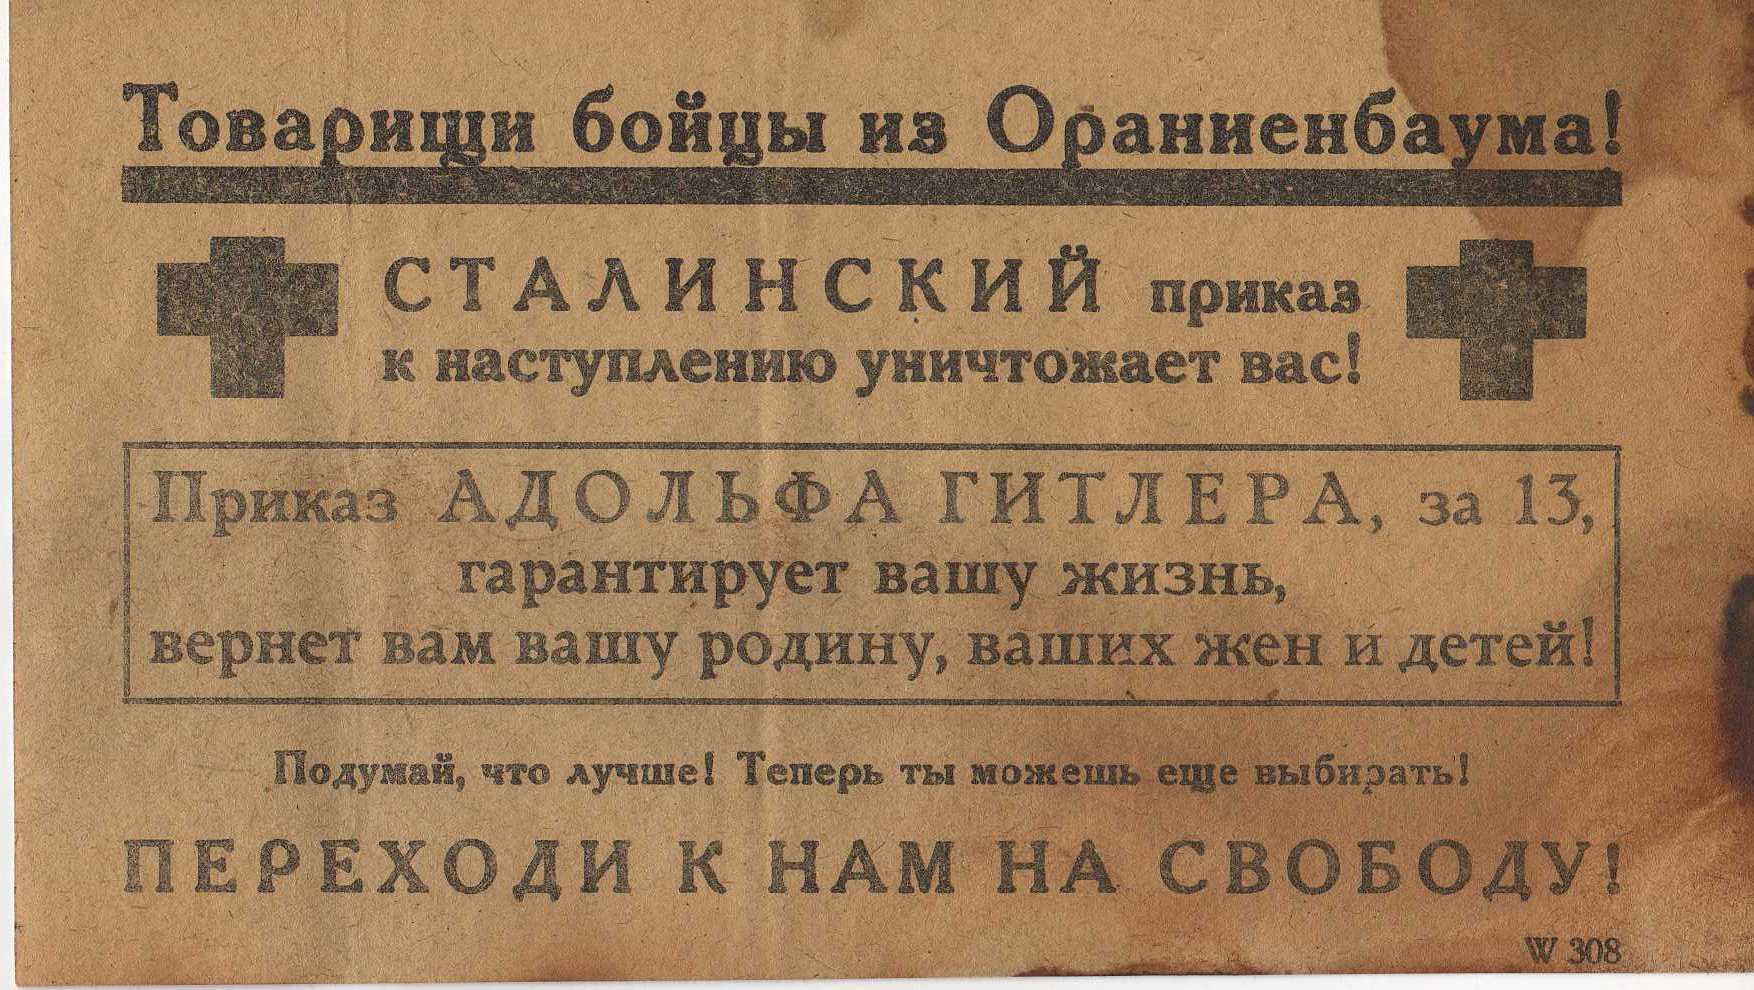 Товарищи бойцы из Ораниенбаума!
СТАЛИНСКИЙ приказ
к наступлению уничтожает вас!
Приказ АДОЛЬФА ГИТЛЕРА, за 13,
гарантирует вашу жизнь,
вернет вам вашу родину, ваших жен и детей!
Подумай, что лучше! Теперь ты можешь еще выбирать!
ПЕРЕХОДИ К НАМ НА СВОБОДУ!
W 308